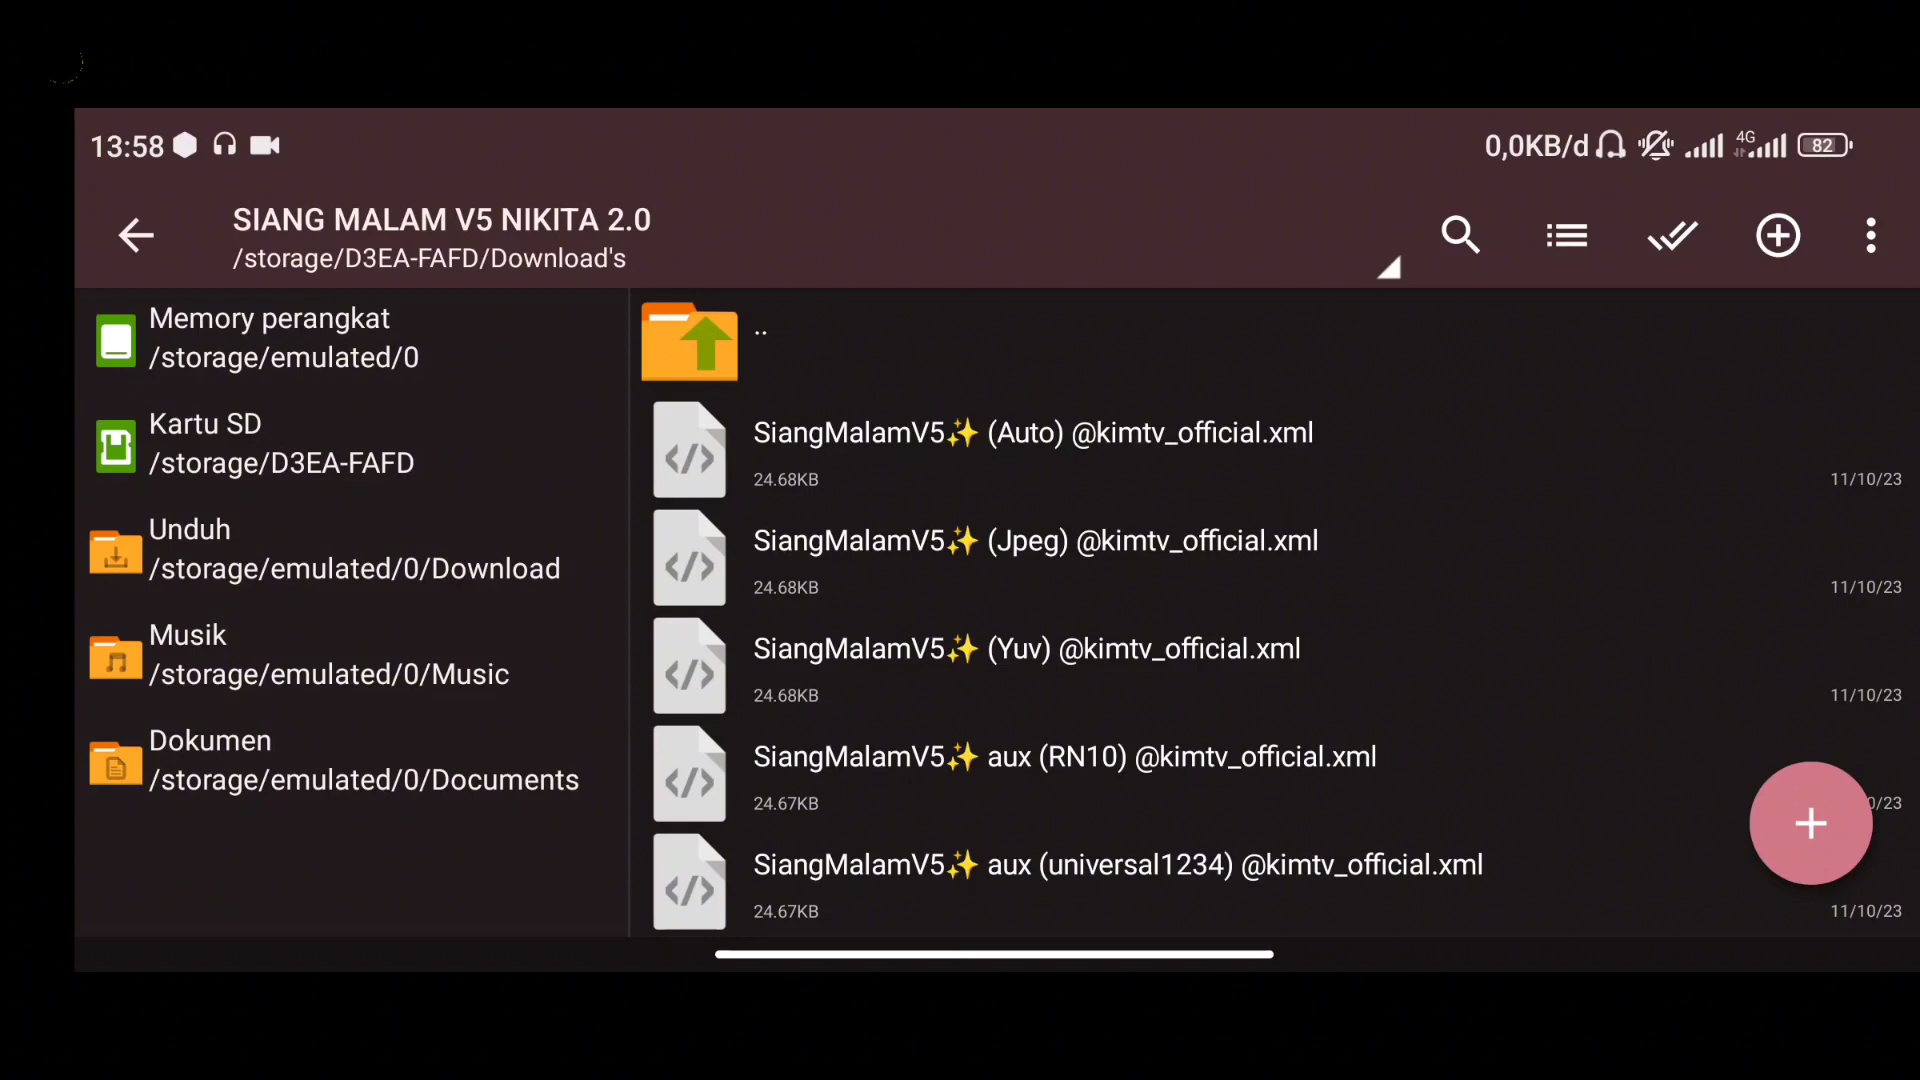 13:58
0,0KB/d 4G 82
SIANG MALAM V5 NIKITA 2.0
/storage/D3EA-FAFD/Download's
Memory perangkat
/storage/emulated/0
Kartu SD
/storage/D3EA-FAFD
Unduh
/storage/emulated/0/Download
Musik
/storage/emulated/0/Music
Dokumen
/storage/emulated/0/Documents
..
SiangMalamV5✨ (Auto) @kimtv_official.xml
24.68KB 11/10/23
SiangMalamV5✨ (Jpeg) @kimtv_official.xml
24.68KB 11/10/23
SiangMalamV5✨ (Yuv) @kimtv_official.xml
24.68KB 11/10/23
SiangMalamV5✨ aux (RN10) @kimtv_official.xml
24.67KB 0/23
SiangMalamV5✨ aux (universal1234) @kimtv_official.xml
24.67KB 11/10/23